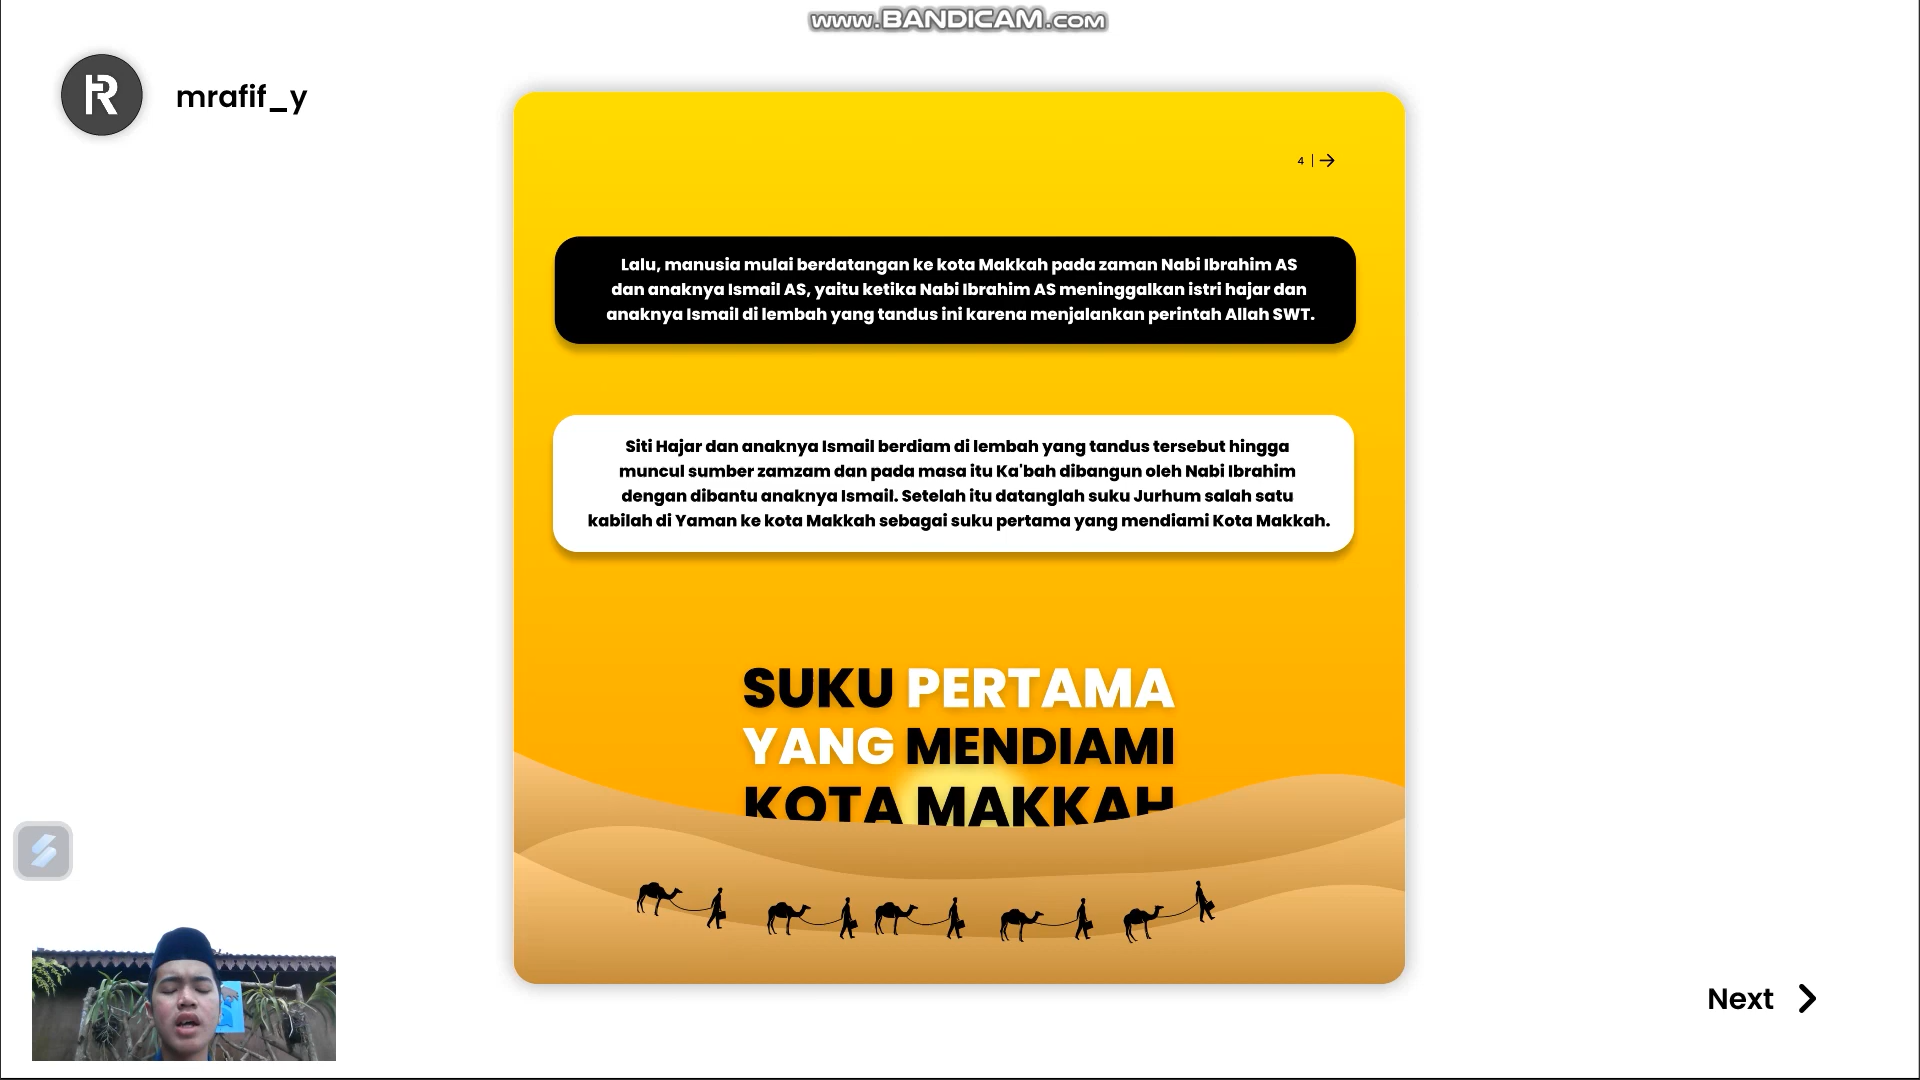 www.BANDICAM.com
mrafif_y
4
Lalu, manusia mulai berdatangan ke kota Makkah pada zaman Nabi Ibrahim AS
dan anaknya Ismail AS, yaitu ketika Nabi Ibrahim AS meninggalkan istri hajar dan
anaknya Ismail di lembah yang tandus ini karena menjalankan perintah Allah SWT.
Siti Hajar dan anaknya Ismail berdiam di lembah yang tandus tersebut hingga
muncul sumber zamzam dan pada masa itu Ka'bah dibangun oleh Nabi Ibrahim
dengan dibantu anaknya Ismail. Setelah itu datanglah suku Jurhum salah satu
kabilah di Yaman ke kota Makkah sebagai suku pertama yang mendiami Kota Makkah.
SUKU PERTAMA
YANG MENDIAMI
KOTA MAKKAH
Next